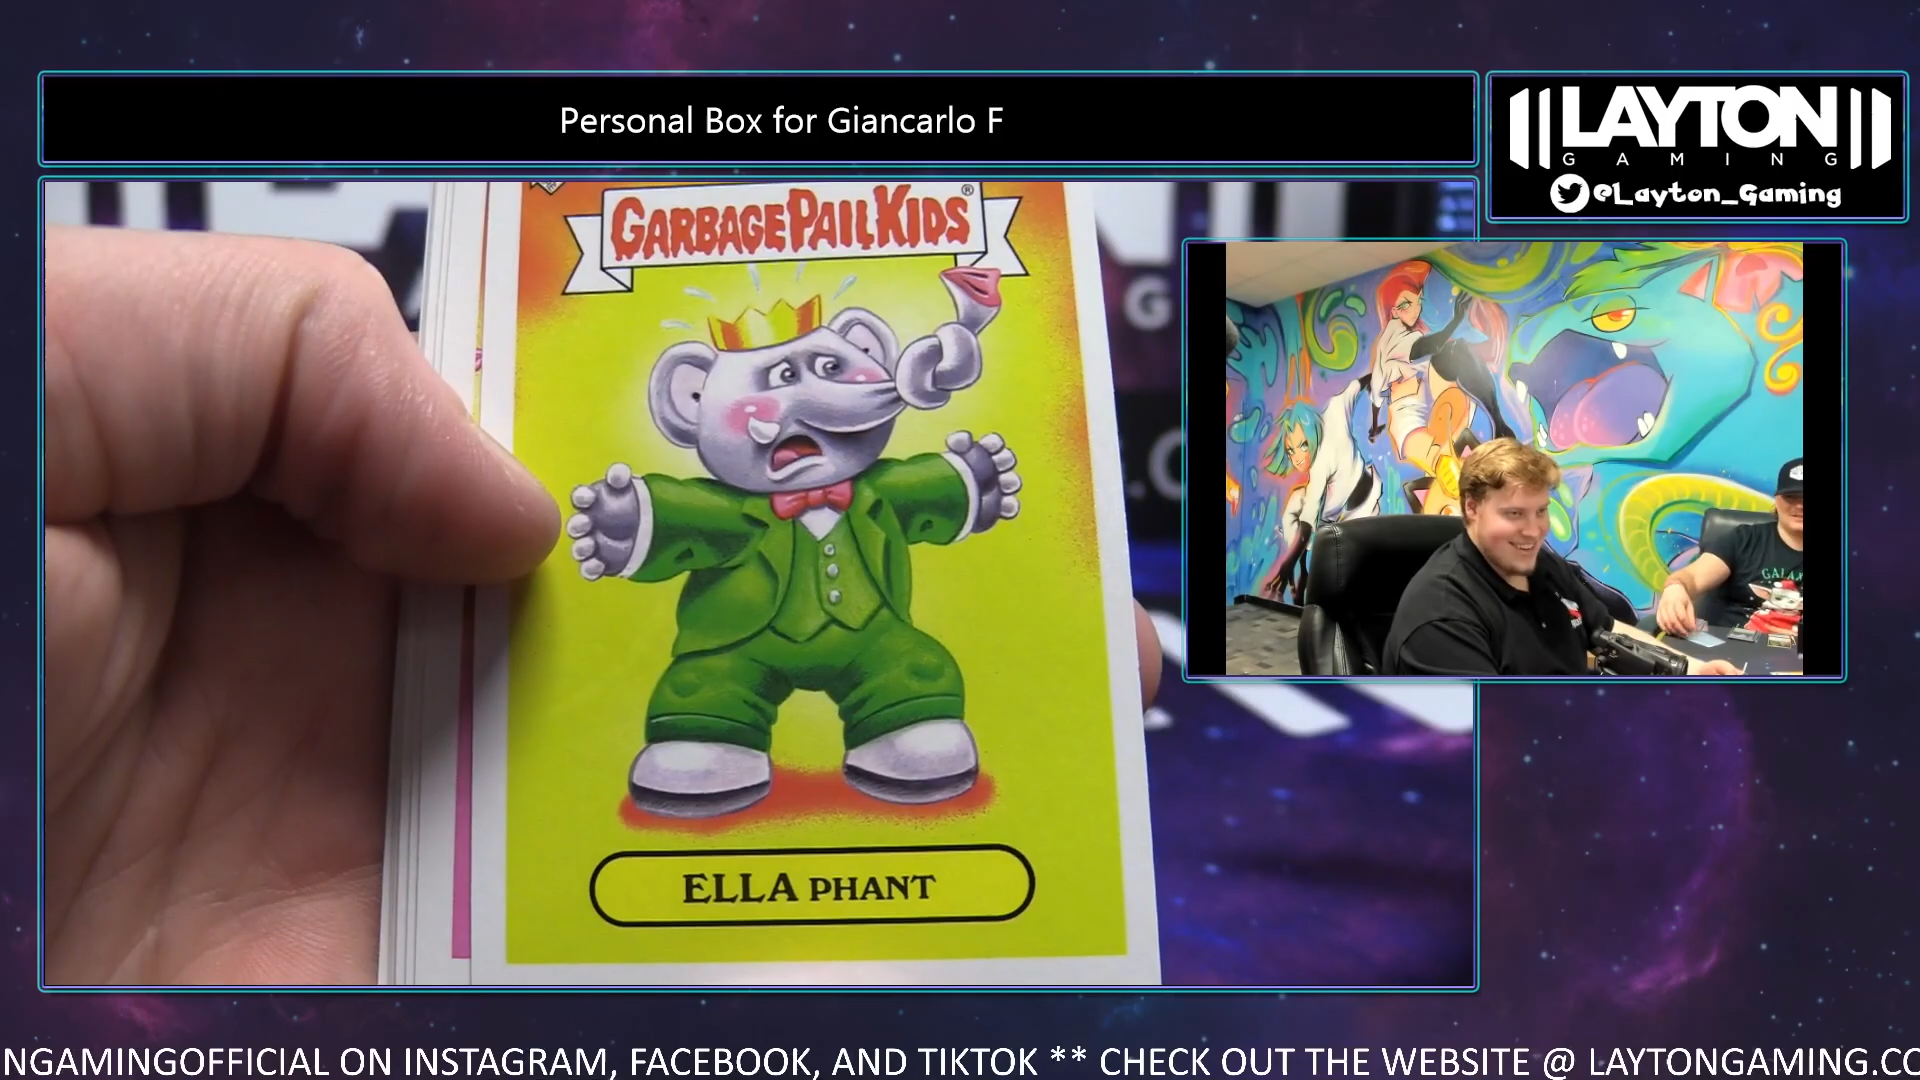 Personal Box for Giancarlo F
LAYTON
GAMING
@Layton_Gaming
GARBAGE PAIL KIDS®
ELLA PHANT
NGAMINGOFFICIAL ON INSTAGRAM, FACEBOOK, AND TIKTOK ** CHECK OUT THE WEBSITE @ LAYTONGAMING.CO